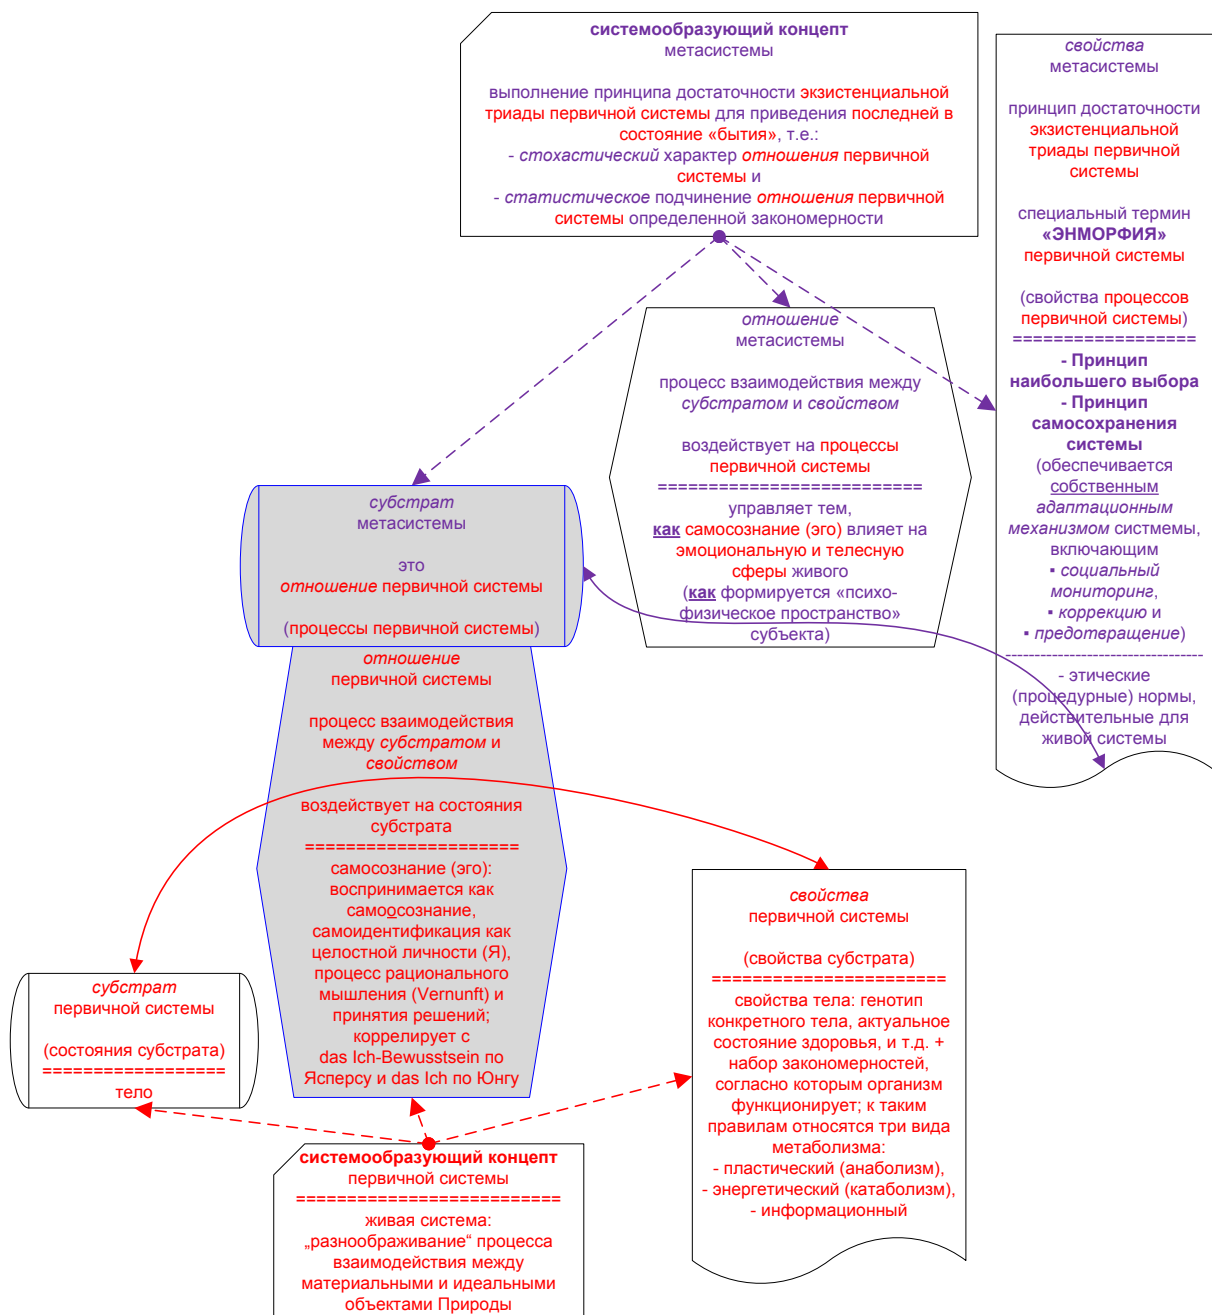 системообразующий концепт
метасистемы
выполнение принципа достаточности экзистенциальной
триады первичной системы для приведения последней в
состояние «бытия», т.е.:
- стохастический характер отношения первичной
системы и
- статистическое подчинение отношения первичной
системы определенной закономерности
свойства
метасистемы
принцип достаточности
экзистенциальной
триады первичной
системы
специальный термин
«ЭНМОРФИЯ»
первичной системы
(свойства процессов
первичной системы)
==================
- Принцип
наибольшего выбора
- Принцип
самосохранения
системы
(обеспечивается
собственным
адаптационным
механизмом систмемы,
включающим
▪ социальный
мониторинг,
▪ коррекцию и
▪ предотвращение)
---------------------------------
- этические
(процедурные) нормы,
действительные для
живой системы
отношение
метасистемы
процесс взаимодействия между
субстратом и свойством
воздействует на процессы
первичной системы
==========================
управляет тем,
как самосознание (эго) влияет на
эмоциональную и телесную
сферы живого
(как формируется «психо-
физическое пространство»
субъекта)
субстрат
метасистемы
это
отношение первичной системы
(процессы первичной системы)
отношение
первичной системы
процесс взаимодействия
между субстратом и
свойством
воздействует на состояния
субстрата
=====================
самосознание (эго):
воспринимается как
самоосознание,
самоидентификация как
целостной личности (Я),
процесс рационального
мышления (Vernunft) и
принятия решений;
коррелирует с
das Ich-Bewusstsein по
Ясперсу и das Ich по Юнгу
свойства
первичной системы
(свойства субстрата)
=======================
свойства тела: генотип
конкретного тела, актуальное
состояние здоровья, и т.д. +
набор закономерностей,
согласно которым организм
функционирует; к таким
правилам относятся три вида
метаболизма:
- пластический (анаболизм),
- энергетический (катаболизм),
- информационный
субстрат
первичной системы
(состояния субстрата)
==================
тело
системообразующий концепт
первичной системы
==========================
живая система:
„разноображивание“ процесса
взаимодействия между
материальными и идеальными
объектами Природы